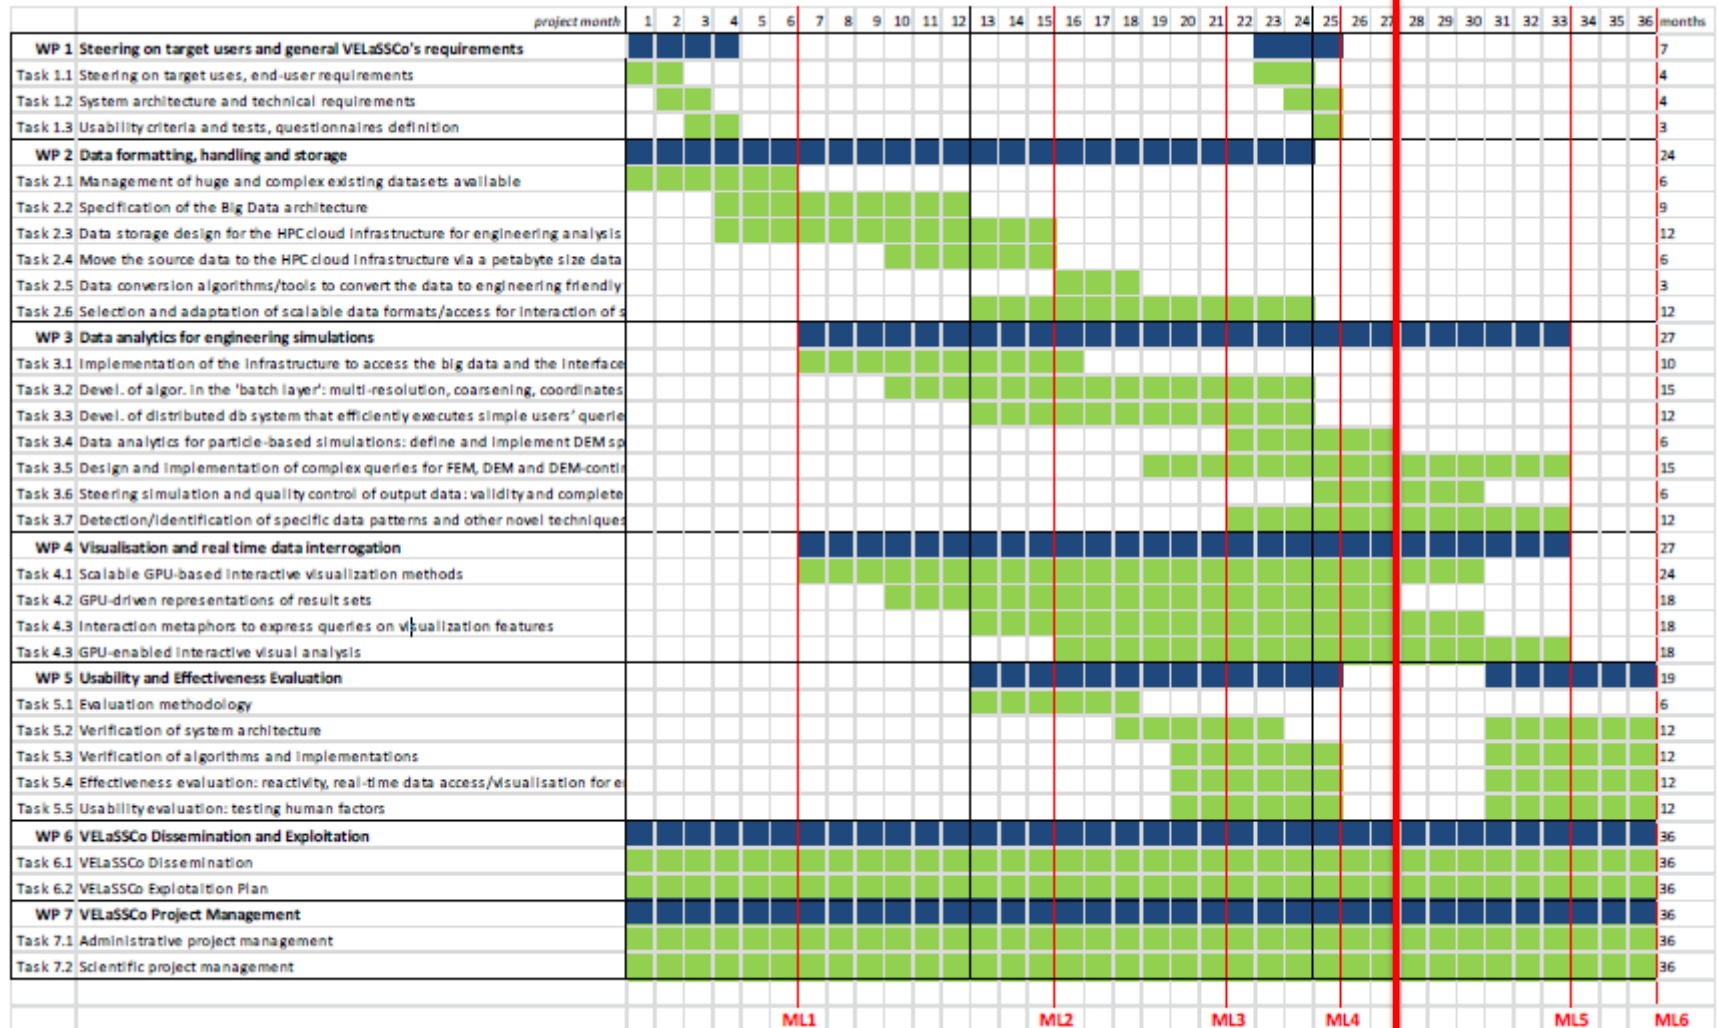 project month 1 2 3 4 5 6 7 8 9 10 11 12 13 14 15 16 17 18 19 20 21 22 23 24 25 26 27 28 29 30 31 32 33 34 35 36 months
WP 1 Steering on target users and general VELaSSCo's requirements 7
Task 1.1 Steering on target uses, end-user requirements 4
Task 1.2 System architecture and technical requirements 4
Task 1.3 Usability criteria and tests, questionnaires definition 3
WP 2 Data formatting, handling and storage 24
Task 2.1 Management of huge and complex existing datasets available 6
Task 2.2 Specification of the Big Data architecture 9
Task 2.3 Data storage design for the HPC cloud infrastructure for engineering analysis 12
Task 2.4 Move the source data to the HPC cloud infrastructure via a petabyte size data 6
Task 2.5 Data conversion algorithms/tools to convert the data to engineering friendly 3
Task 2.6 Selection and adaptation of scalable data formats/access for interaction of s 12
WP 3 Data analytics for engineering simulations 27
Task 3.1 Implementation of the infrastructure to access the big data and the interface 10
Task 3.2 Devel. of algor. in the 'batch layer': multi-resolution, coarsening, coordinates 15
Task 3.3 Devel. of distributed db system that efficiently executes simple users' querie 12
Task 3.4 Data analytics for particle-based simulations: define and implement DEM sp 6
Task 3.5 Design and implementation of complex queries for FEM, DEM and DEM-contin 15
Task 3.6 Steering simulation and quality control of output data: validity and complete 6
Task 3.7 Detection/identification of specific data patterns and other novel techniques 12
WP 4 Visualisation and real time data interrogation 27
Task 4.1 Scalable GPU-based interactive visualization methods 24
Task 4.2 GPU-driven representations of result sets 18
Task 4.3 Interaction metaphors to express queries on visualization features 18
Task 4.3 GPU-enabled interactive visual analysis 18
WP 5 Usability and Effectiveness Evaluation 19
Task 5.1 Evaluation methodology 6
Task 5.2 Verification of system architecture 12
Task 5.3 Verification of algorithms and implementations 12
Task 5.4 Effectiveness evaluation: reactivity, real-time data access/visualisation for e 12
Task 5.5 Usability evaluation: testing human factors 12
WP 6 VELaSSCo Dissemination and Exploitation 36
Task 6.1 VELaSSCo Dissemination 36
Task 6.2 VELaSSCo Explotaition Plan 36
WP 7 VELaSSCo Project Management 36
Task 7.1 Administrative project management 36
Task 7.2 Scientific project management 36
ML1 ML2 ML3 ML4 ML5 ML6